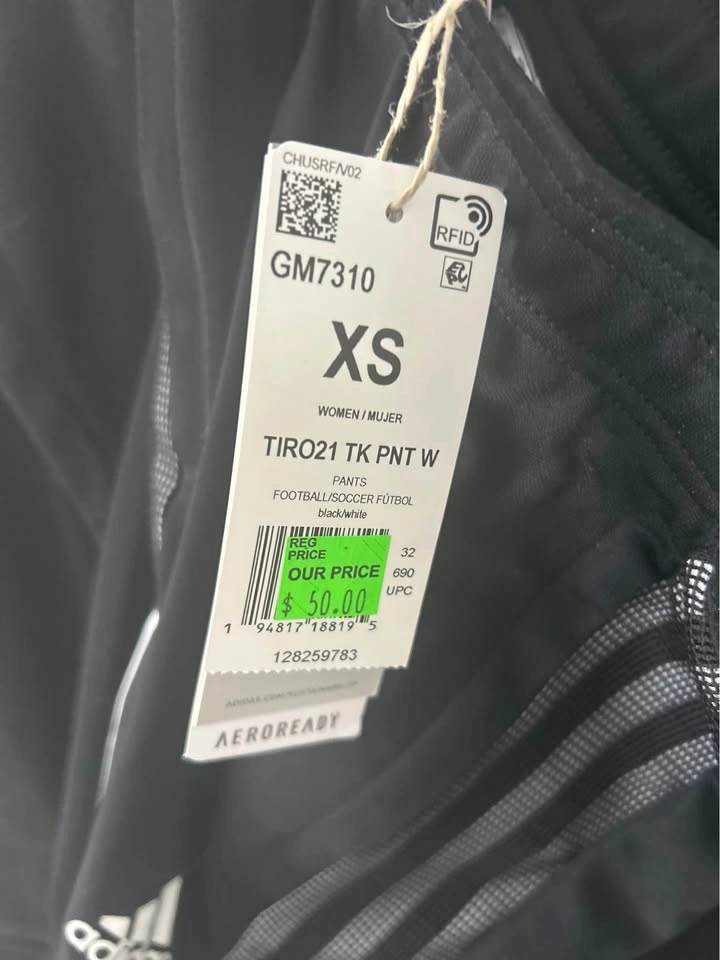 CHUSRF/V02
RFID
GM7310
XS
WOMEN / MUJER
TIRO21 TK PNT W
PANTS
FOOTBALL/SOCCER FÚTBOL
black/white
REG
PRICE
OUR PRICE
$ 50.00
32
690
UPC
1 94817 18819 5
128259783
AEROREADY
adidas